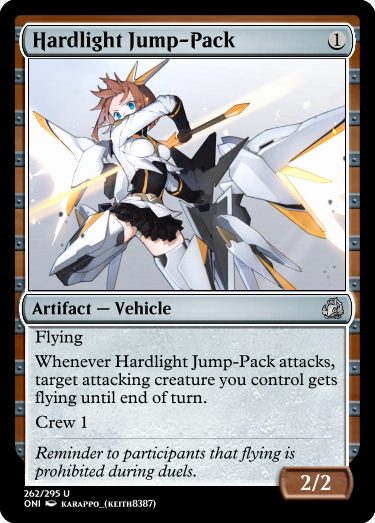 Hardlight Jump-Pack 1
Artifact — Vehicle
Flying
Whenever Hardlight Jump-Pack attacks,
target attacking creature you control gets
flying until end of turn.
Crew 1
Reminder to participants that flying is
prohibited during duels.
2/2
262/295 U
ONI KARAPPO_(KEITH8387)